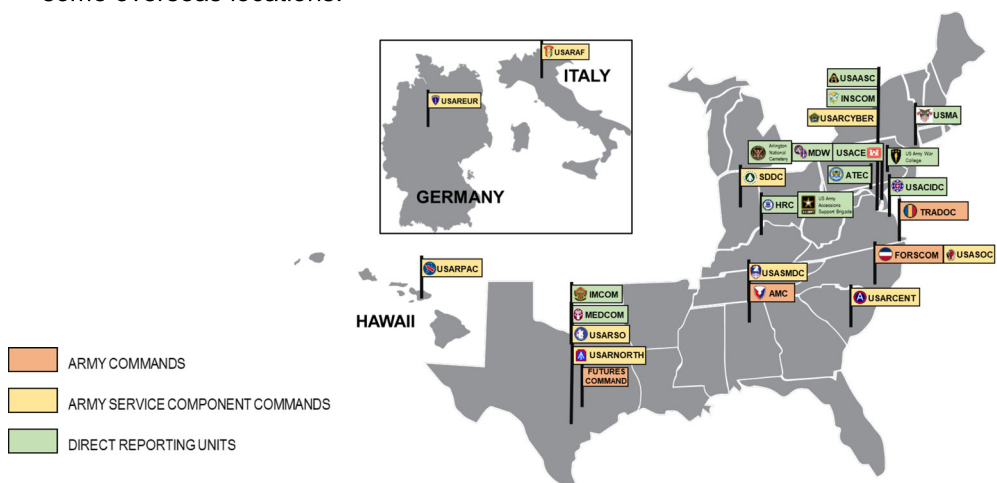 some overseas locations.
USARAF
ITALY
USAREUR
GERMANY
USAASC
INSCOM
USARCYBER
USMA
Arlington
National
Cemetery
MDW
USACE
US Army War
College
SDDC
ATEC
USACIDC
HRC
US Army
Accessions
Support Brigade
TRADOC
FORSCOM
USASOC
USARPAC
USASMDC
AMC
USARCENT
HAWAII
IMCOM
MEDCOM
USARSO
USARNORTH
FUTURES
COMMAND
ARMY COMMANDS
ARMY SERVICE COMPONENT COMMANDS
DIRECT REPORTING UNITS